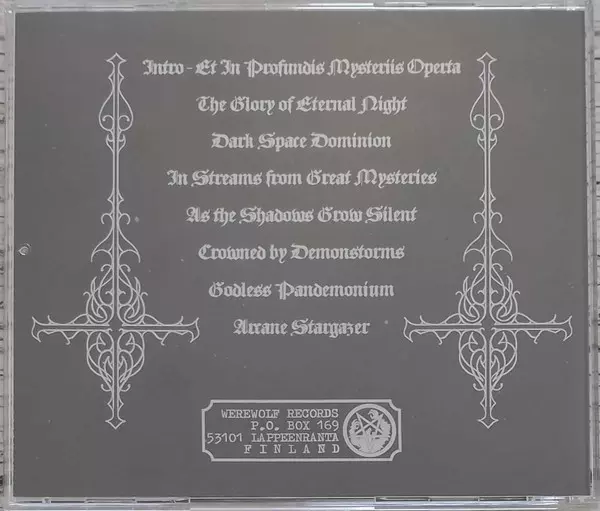 Intro - Et In Profundis Mysteriis Operta
The Glory of Eternal Night
Dark Space Dominion
In Streams from Great Mysteries
As the Shadows Grow Silent
Crowned by Demonstorms
Godless Pandemonium
Arcane Stargazer
WEREWOLF RECORDS
P.O. BOX 169
53101 LAPPEENRANTA
FINLAND